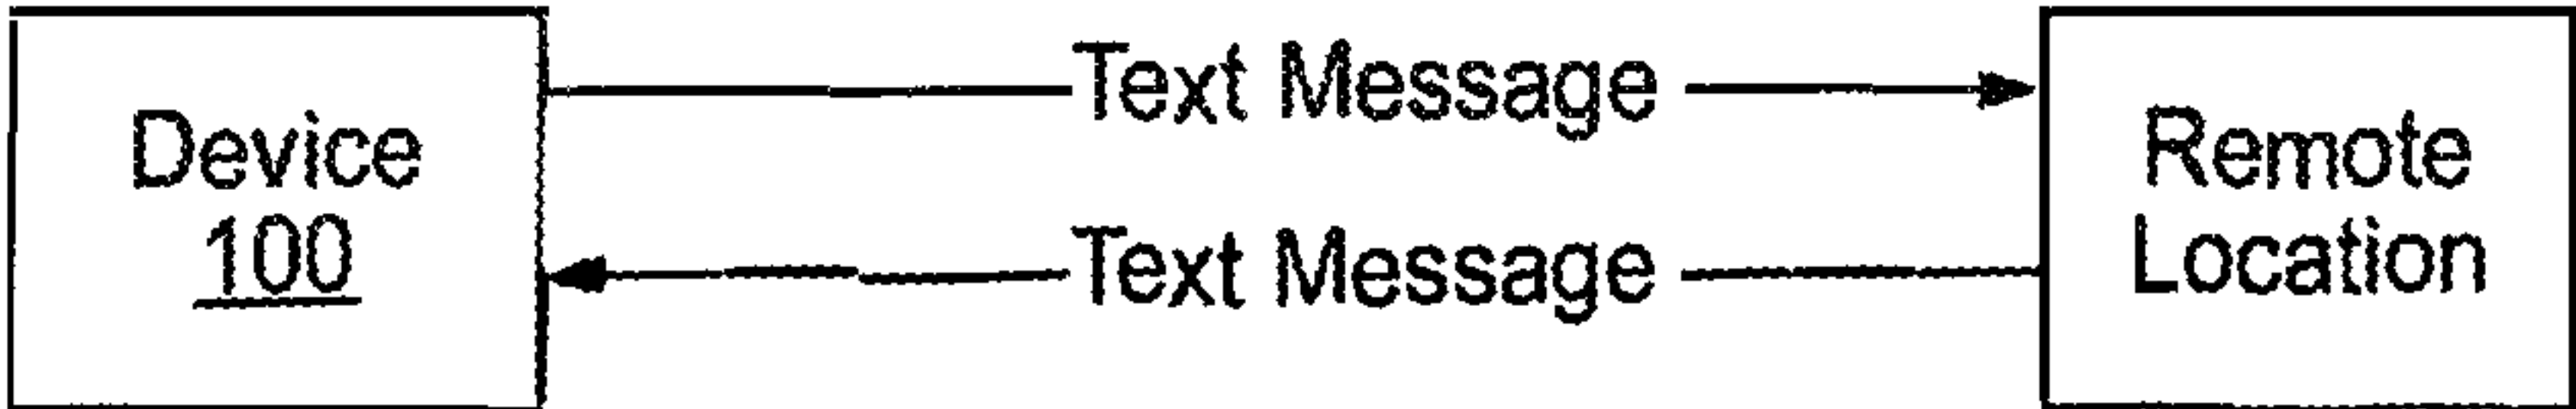 Device
100
Text Message
Text Message
Remote
Location